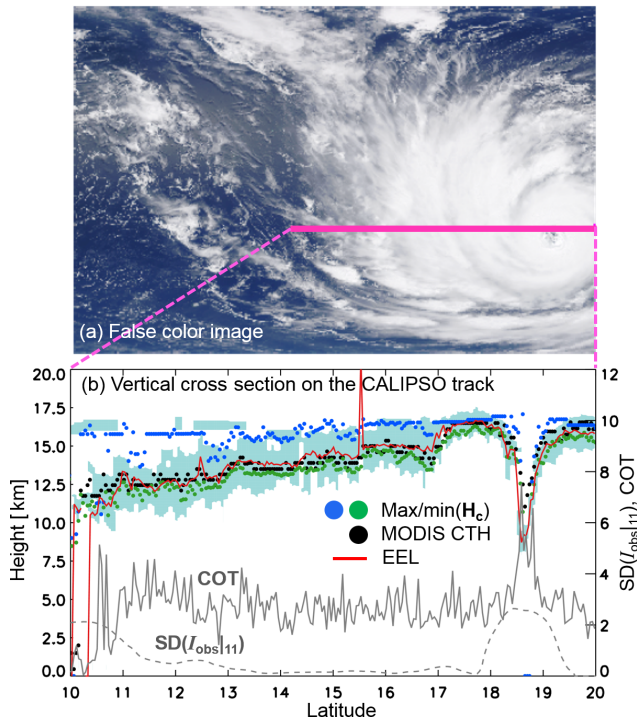 (a) False color image
(b) Vertical cross section on the CALIPSO track
20.0
17.5
15.0
12.5
10.0
7.5
5.0
2.5
0.0
Height [km]
12
10
8
6
4
2
0
SD(I_obs|11), COT
Max/min(H_c)
MODIS CTH
EEL
COT
SD(I_obs|11)
10 11 12 13 14 15 16 17 18 19 20
Latitude